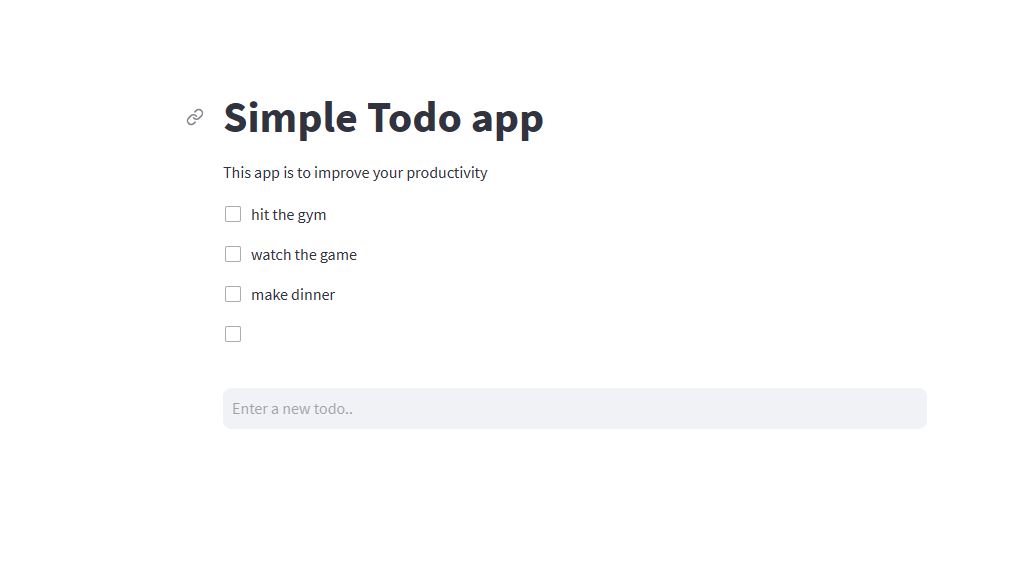 Simple Todo app
This app is to improve your productivity
hit the gym
watch the game
make dinner
Enter a new todo..